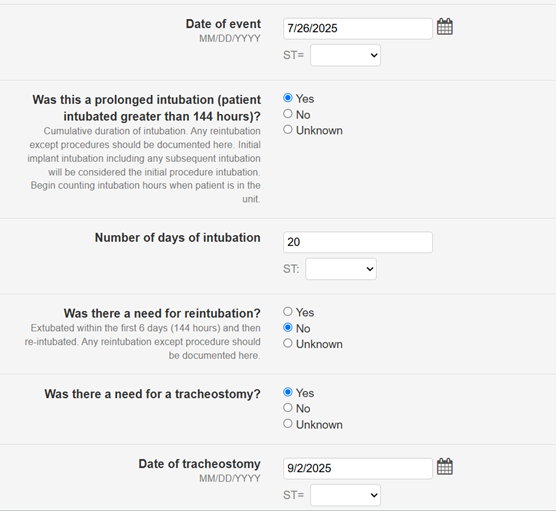 Date of event
7/26/2025
MM/DD/YYYY
ST=
Was this a prolonged intubation (patient
intubated greater than 144 hours)?
Cumulative duration of intubation. Any reintubation
except procedures should be documented here. Initial
implant intubation including any subsequent intubation
will be considered the initial procedure intubation.
Begin counting intubation hours when patient is in the
unit.
Yes
No
Unknown
Number of days of intubation
20
ST:
Was there a need for reintubation?
Extubated within the first 6 days (144 hours) and then
re-intubated. Any reintubation except procedure should
be documented here.
Yes
No
Unknown
Was there a need for a tracheostomy?
Yes
No
Unknown
Date of tracheostomy
9/2/2025
MM/DD/YYYY
ST=